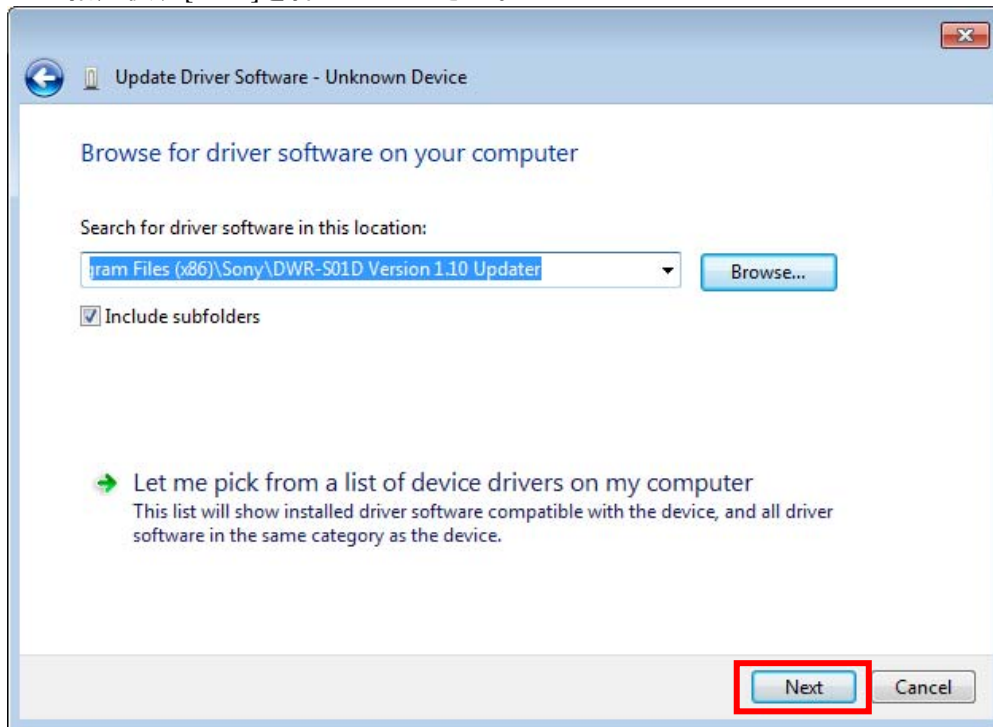 Update Driver Software - Unknown Device
Browse for driver software on your computer
Search for driver software in this location:
gram Files (x86)\Sony\DWR-S01D Version 1.10 Updater
Browse...
Include subfolders
Let me pick from a list of device drivers on my computer
This list will show installed driver software compatible with the device, and all driver
software in the same category as the device.
Next
Cancel